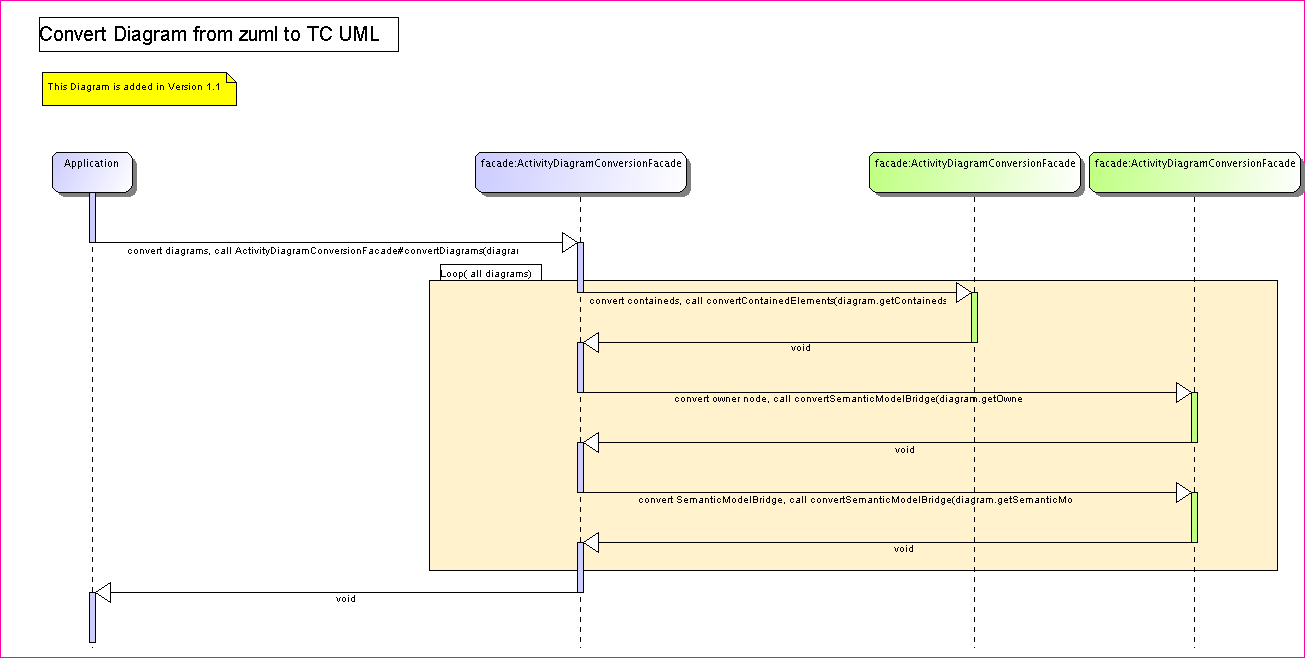 Convert Diagram from zuml to TC UML
This Diagram is added in Version 1.1
Application
facade:ActivityDiagramConversionFacade
facade:ActivityDiagramConversionFacade
facade:ActivityDiagramConversionFacade
convert diagrams, call ActivityDiagramConversionFacade#convertDiagrams(diagrar
Loop( all diagrams)
convert containeds, call convertContainedElements(diagram.getContaineds
void
convert owner node, call convertSemanticModelBridge(diagram.getOwne
void
convert SemanticModelBridge, call convertSemanticModelBridge(diagram.getSemanticMo
void
void